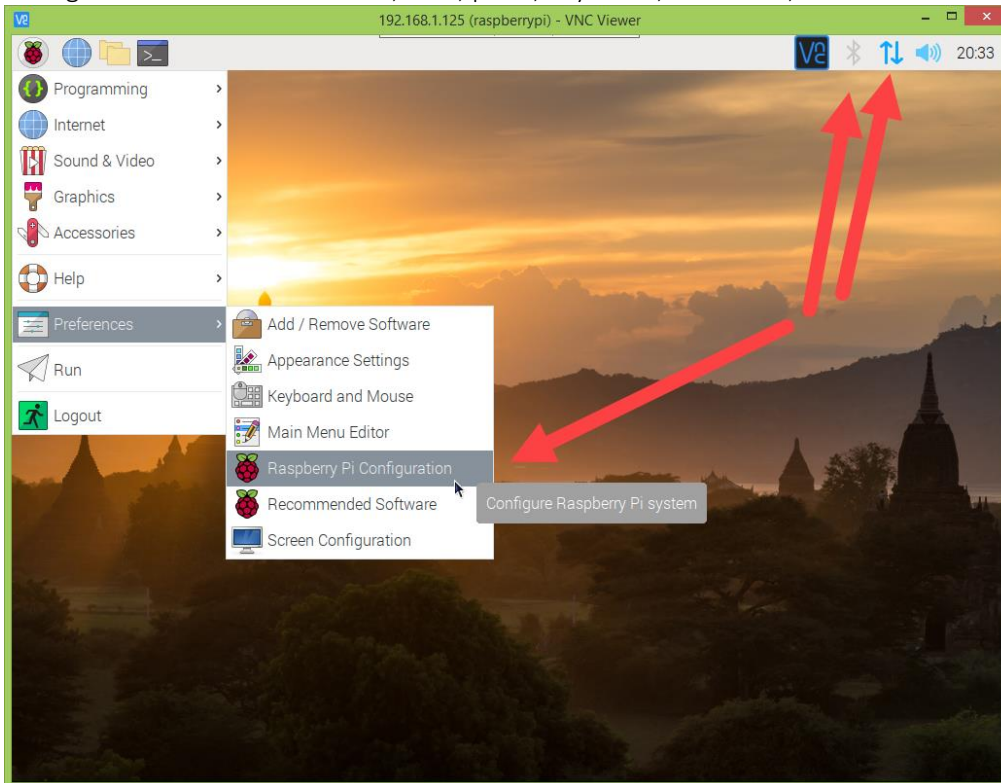 192.168.1.125 (raspberrypi) - VNC Viewer
20:33
Programming
Internet
Sound & Video
Graphics
Accessories
Help
Preferences
Run
Logout
Add / Remove Software
Appearance Settings
Keyboard and Mouse
Main Menu Editor
Raspberry Pi Configuration
Recommended Software
Screen Configuration
Configure Raspberry Pi system